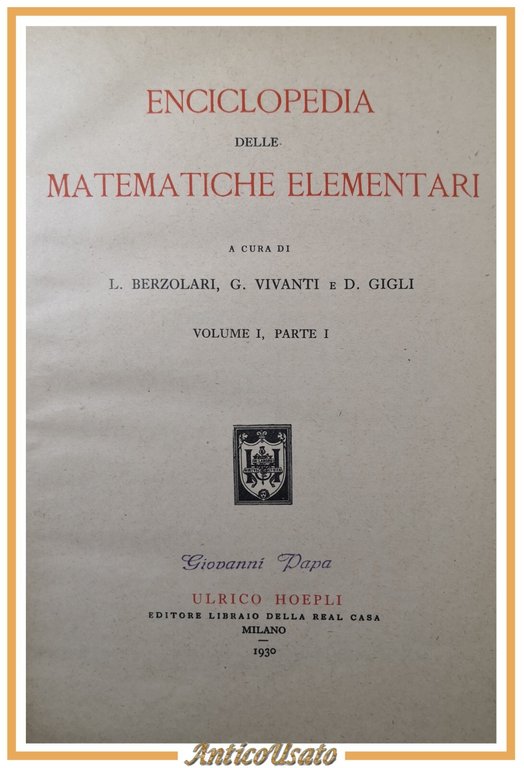 ENCICLOPEDIA
DELLE
MATEMATICHE ELEMENTARI
A CURA DI
L. BERZOLARI, G. VIVANTI E D. GIGLI
VOLUME I, PARTE I
Giovanni Papa
ULRICO HOEPLI
EDITORE LIBRAIO DELLA REAL CASA
MILANO
1930
AnticoUsato